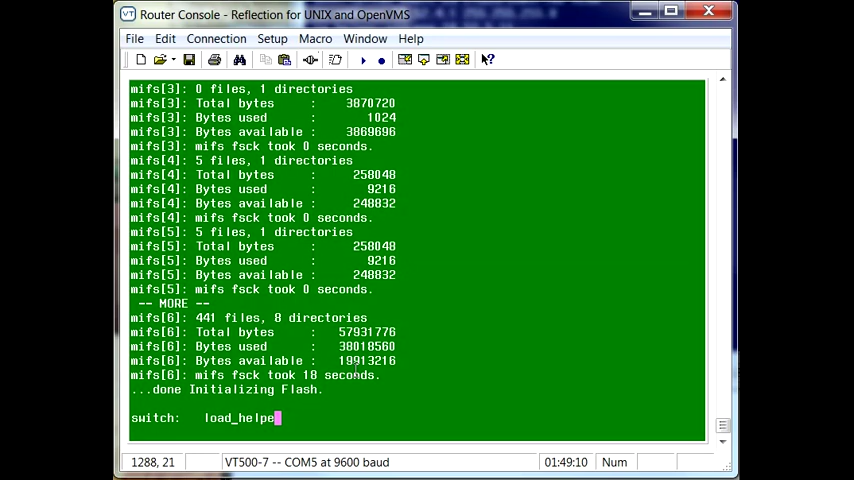 Router Console - Reflection for UNIX and OpenVMS
File Edit Connection Setup Macro Window Help
mifs[3]: 0 files, 1 directories
mifs[3]: Total bytes : 3870720
mifs[3]: Bytes used : 1024
mifs[3]: Bytes available : 3869696
mifs[3]: mifs fsck took 0 seconds.
mifs[4]: 5 files, 1 directories
mifs[4]: Total bytes : 258048
mifs[4]: Bytes used : 9216
mifs[4]: Bytes available : 248832
mifs[4]: mifs fsck took 0 seconds.
mifs[5]: 5 files, 1 directories
mifs[5]: Total bytes : 258048
mifs[5]: Bytes used : 9216
mifs[5]: Bytes available : 248832
mifs[5]: mifs fsck took 0 seconds.
-- MORE --
mifs[6]: 441 files, 8 directories
mifs[6]: Total bytes : 57931776
mifs[6]: Bytes used : 38018560
mifs[6]: Bytes available : 19913216
mifs[6]: mifs fsck took 18 seconds.
...done Initializing Flash.
switch: load_helpe
1288, 21 VT500-7 -- COM5 at 9600 baud 01:49:10 Num